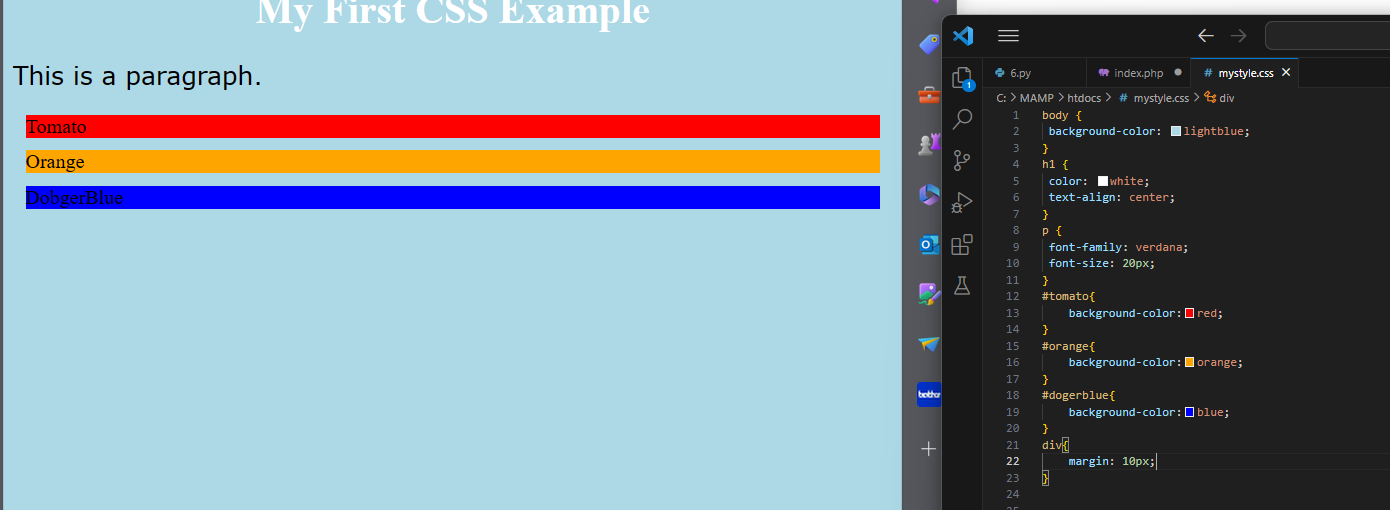 My First CSS Example
This is a paragraph.
Tomato
Orange
DobgerBlue
brother
1
6.py
index.php
# mystyle.css
C: > MAMP > htdocs > # mystyle.css > div
1 body {
2 background-color: lightblue;
3 }
4 h1 {
5 color: white;
6 text-align: center;
7 }
8 p {
9 font-family: verdana;
10 font-size: 20px;
11 }
12 #tomato{
13 background-color: red;
14 }
15 #orange{
16 background-color: orange;
17 }
18 #dogerblue{
19 background-color: blue;
20 }
21 div{
22 margin: 10px;
23 }
24